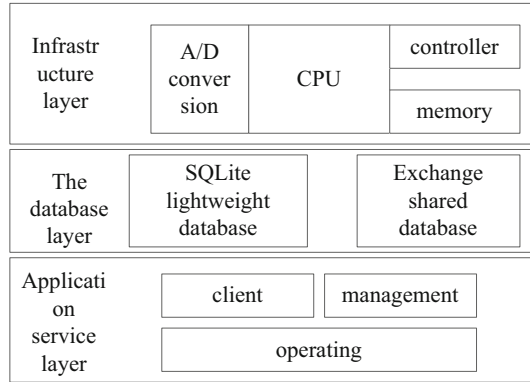 Infrastr
ucture
layer
A/D
conver
sion
CPU
controller
memory
The
database
layer
SQLite
lightweight
database
Exchange
shared
database
Applicati
on
service
layer
client
management
operating